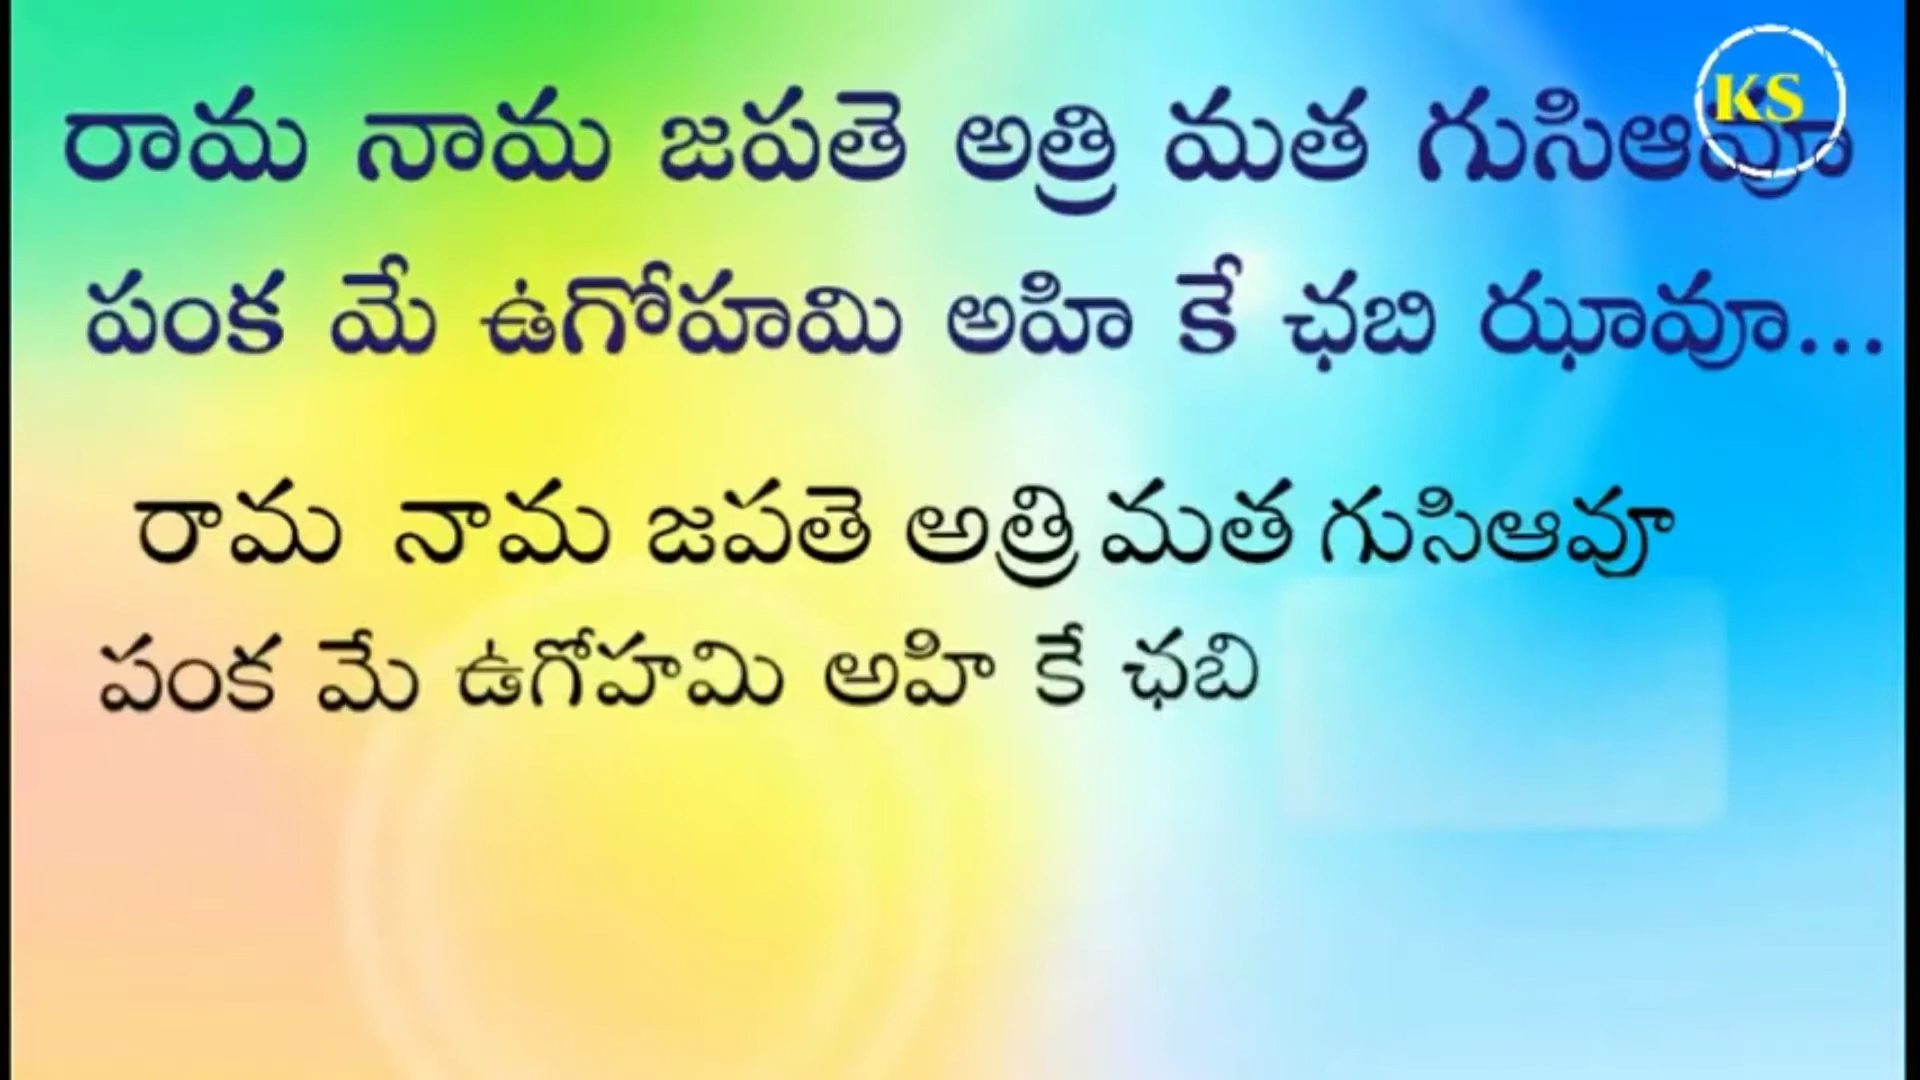 రామ నామ జపతె అత్రి మత గుసిఆవూ
KS
పంక మే ఉగోహమి అహి కే ఛబి ఝావూ...
రామ నామ జపతె అత్రి మత గుసిఆవూ
పంక మే ఉగోహమి అహి కే ఛబి